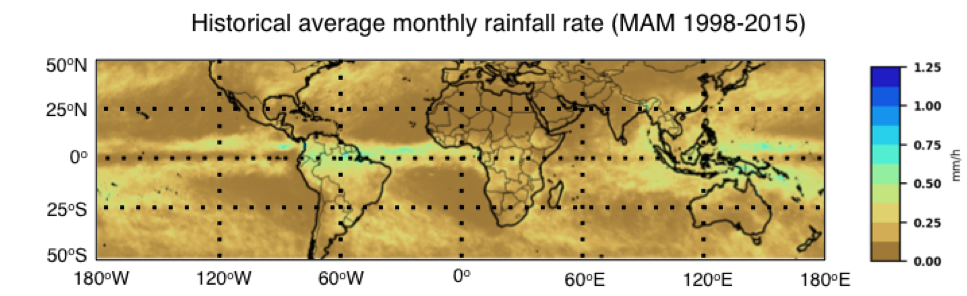 Historical average monthly rainfall rate (MAM 1998-2015)
50°N
25°N
0°
25°S
50°S
180°W 120°W 60°W 0° 60°E 120°E 180°E
1.25
1.00
0.75
0.50
0.25
0.00
mm/h